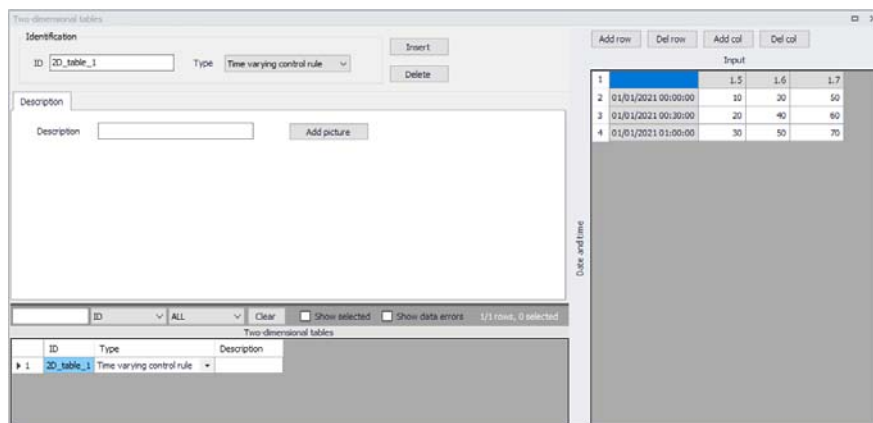 Two-dimensional tables
Identification
ID 2D_table_1 Type Time varying control rule
Insert
Delete
Description
Description Add picture
ID ALL Clear Show selected Show data errors 1/1 rows, 0 selected
Two-dimensional tables
ID Type Description
1 2D_table_1 Time varying control rule
Date and time
Add row Del row Add col Del col
Input
1 1.5 1.6 1.7
2 01/01/2021 00:00:00 10 30 50
3 01/01/2021 00:30:00 20 40 60
4 01/01/2021 01:00:00 30 50 70